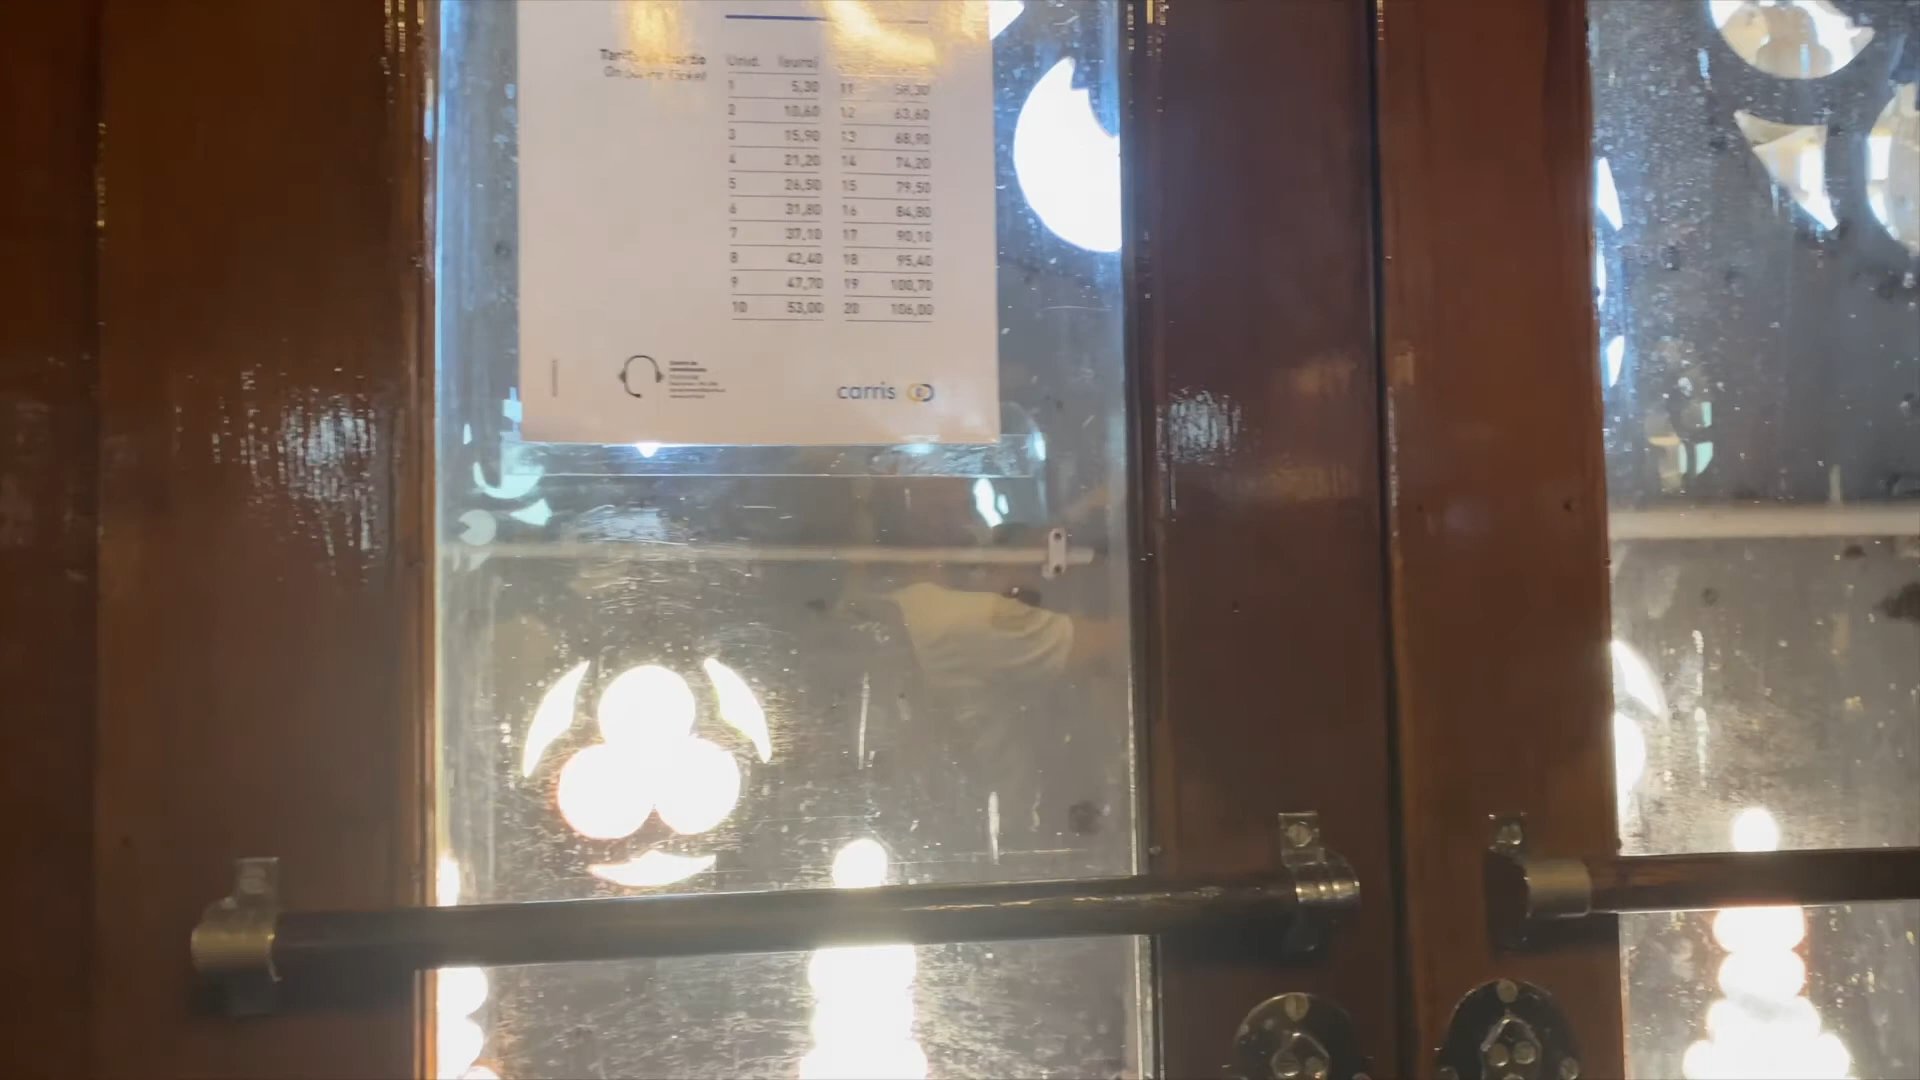 On Board Ticket
Unid. (euro)
1 5,30 11 58,30
2 10,60 12 63,60
3 15,90 13 68,90
4 21,20 14 74,20
5 26,50 15 79,50
6 31,80 16 84,80
7 37,10 17 90,10
8 42,40 18 95,40
9 47,70 19 100,70
10 53,00 20 106,00
carris